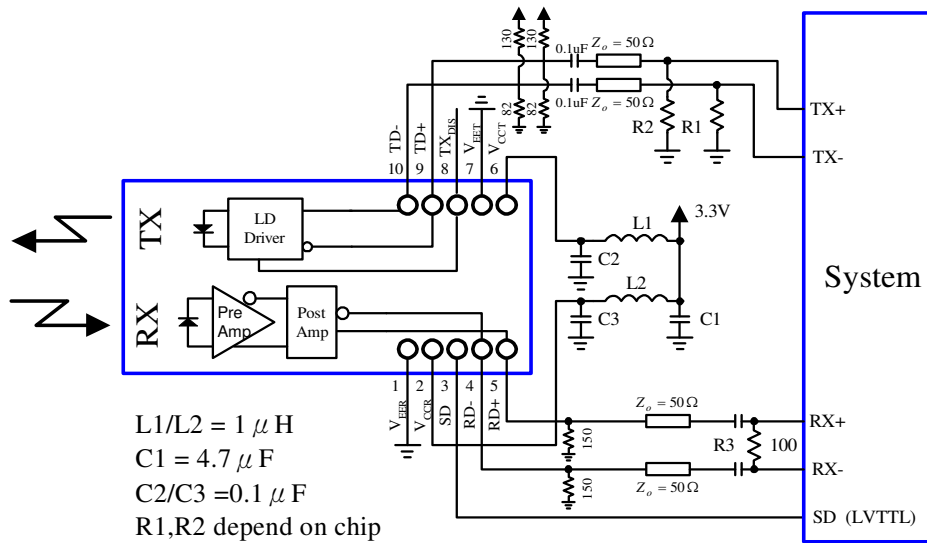 130
130
0.1uF
Zo = 50Ω
0.1uF
Zo = 50Ω
82
82
R2
R1
TX+
TX-
TD-
TD+
TXDIS
VEET
VCCT
10
9
8
7
6
TX
LD
Driver
RX
Pre
Amp
Post
Amp
3.3V
L1
C2
L2
C3
C1
System
1
2
3
4
5
VEER
VCCR
SD
RD-
RD+
150
150
Zo = 50Ω
Zo = 50Ω
R3
100
RX+
RX-
SD (LVTTL)
L1/L2 = 1 μH
C1 = 4.7 μF
C2/C3 =0.1 μF
R1,R2 depend on chip